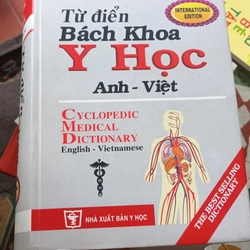 INTERNATIONAL
EDITION
Từ điển
Bách Khoa
Y Học
Anh - Việt
CYCLOPEDIC
MEDICAL
DICTIONARY
English - Vietnamese
THE BEST SELLING
DICTIONARY
NHÀ XUẤT BẢN Y HỌC